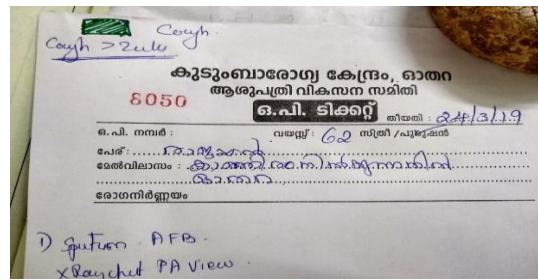 Cough
Cough > 2wk
കുടുംബാരോഗ്യ കേന്ദ്രം, ഓതറ
ആശുപത്രി വികസന സമിതി
8050
ഒ.പി. ടിക്കറ്റ് തീയതി : 24/3/19
ഒ.പി. നമ്പർ : വയസ്സ് : 62 സ്ത്രീ /പുരുഷൻ
പേര് :
മേൽവിലാസം :
ഓതറ
രോഗനിർണ്ണയം
1) Sputum AFB.
X Ray chest PA View